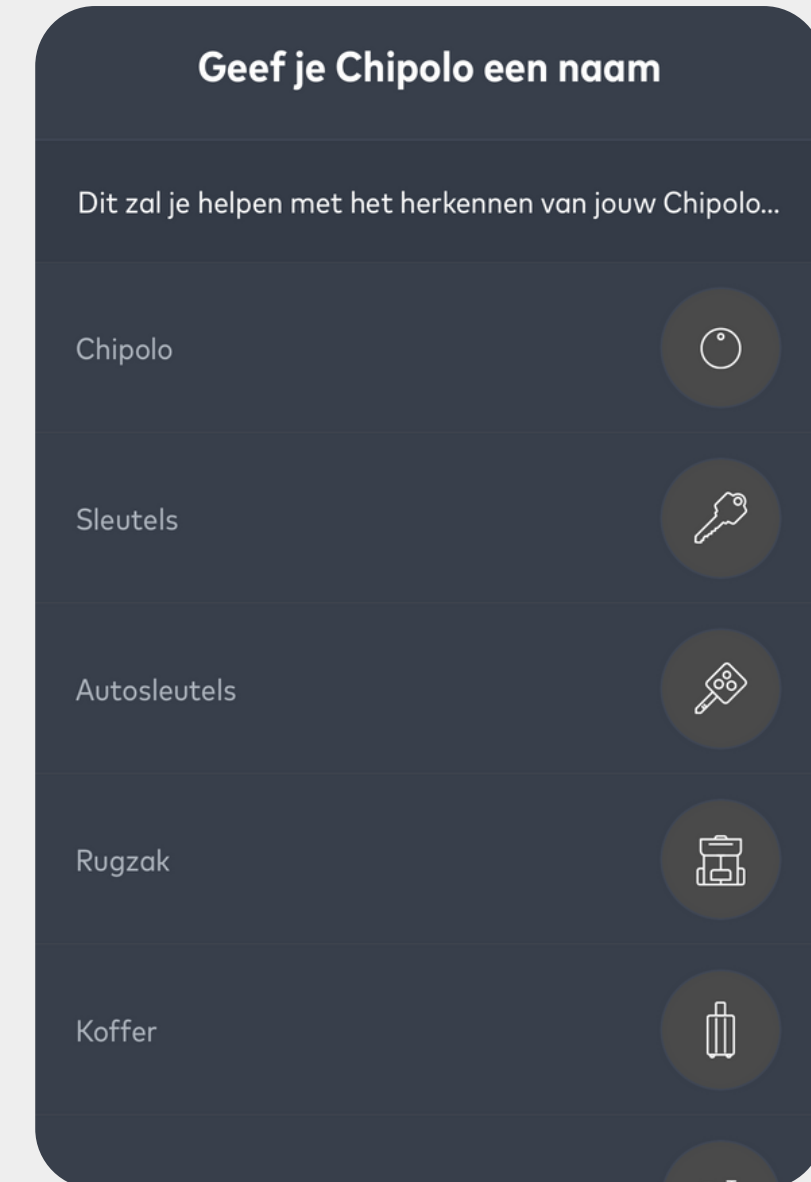 Geef je Chipolo een naam
Dit zal je helpen met het herkennen van jouw Chipolo...
Chipolo
Sleutels
Autosleutels
Rugzak
Koffer